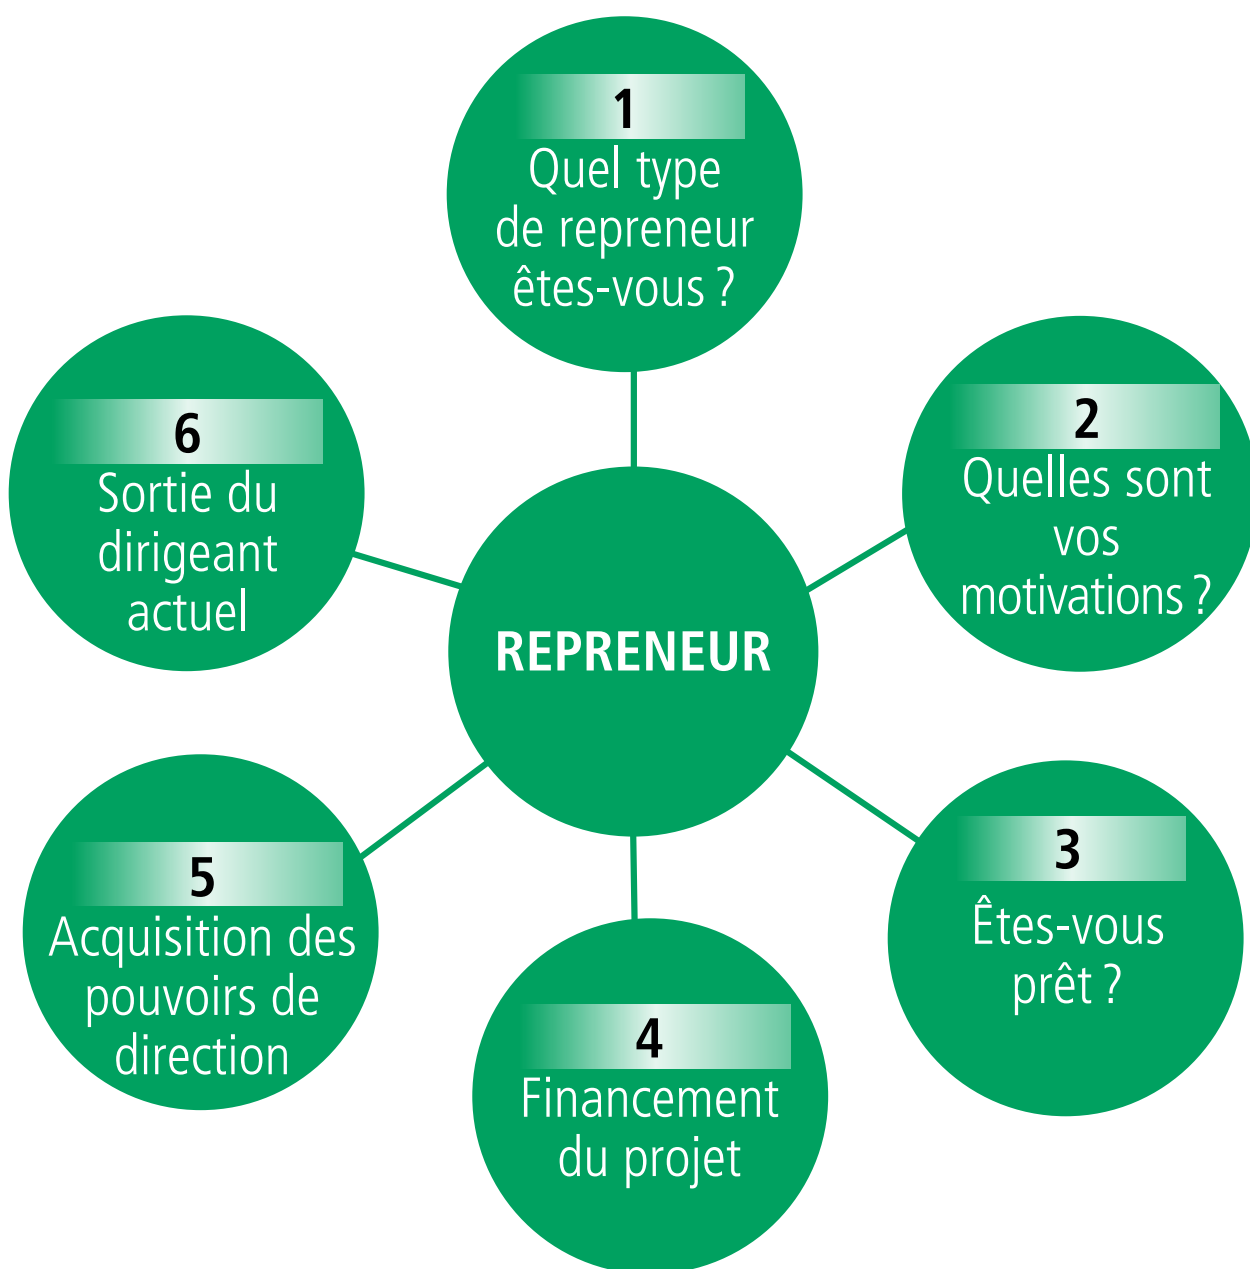 1
Quel type
de repreneur
êtes-vous ?
2
Quelles sont
vos
motivations ?
3
Êtes-vous
prêt ?
4
Financement
du projet
5
Acquisition des
pouvoirs de
direction
6
Sortie du
dirigeant
actuel
REPRENEUR